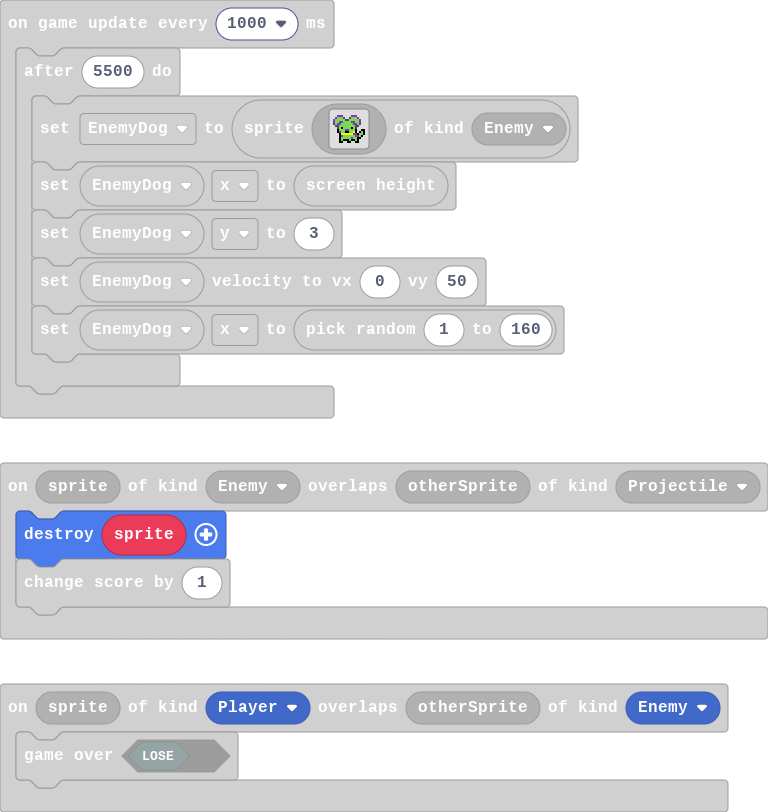 on game update every 1000 ms
after 5500 do
set EnemyDog to sprite of kind Enemy
set EnemyDog x to screen height
set EnemyDog y to 3
set EnemyDog velocity to vx 0 vy 50
set EnemyDog x to pick random 1 to 160
on sprite of kind Enemy overlaps otherSprite of kind Projectile
destroy sprite
change score by 1
on sprite of kind Player overlaps otherSprite of kind Enemy
game over LOSE